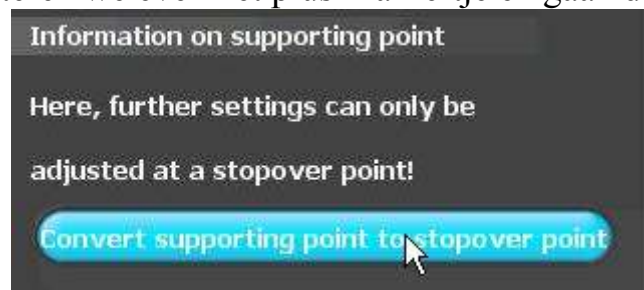 Information on supporting point
Here, further settings can only be
adjusted at a stopover point!
Convert supporting point to stopover point